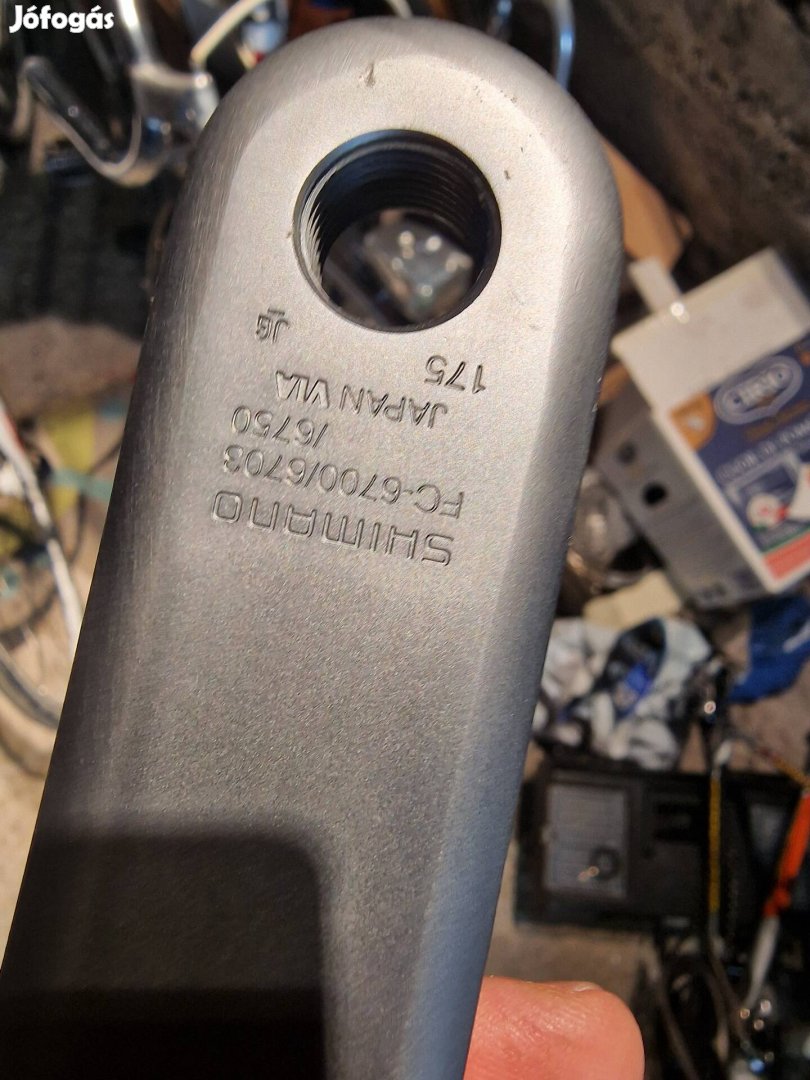 Jófogás
SHIMANO
FC-6700/6703
/6750
JAPAN VIA
175